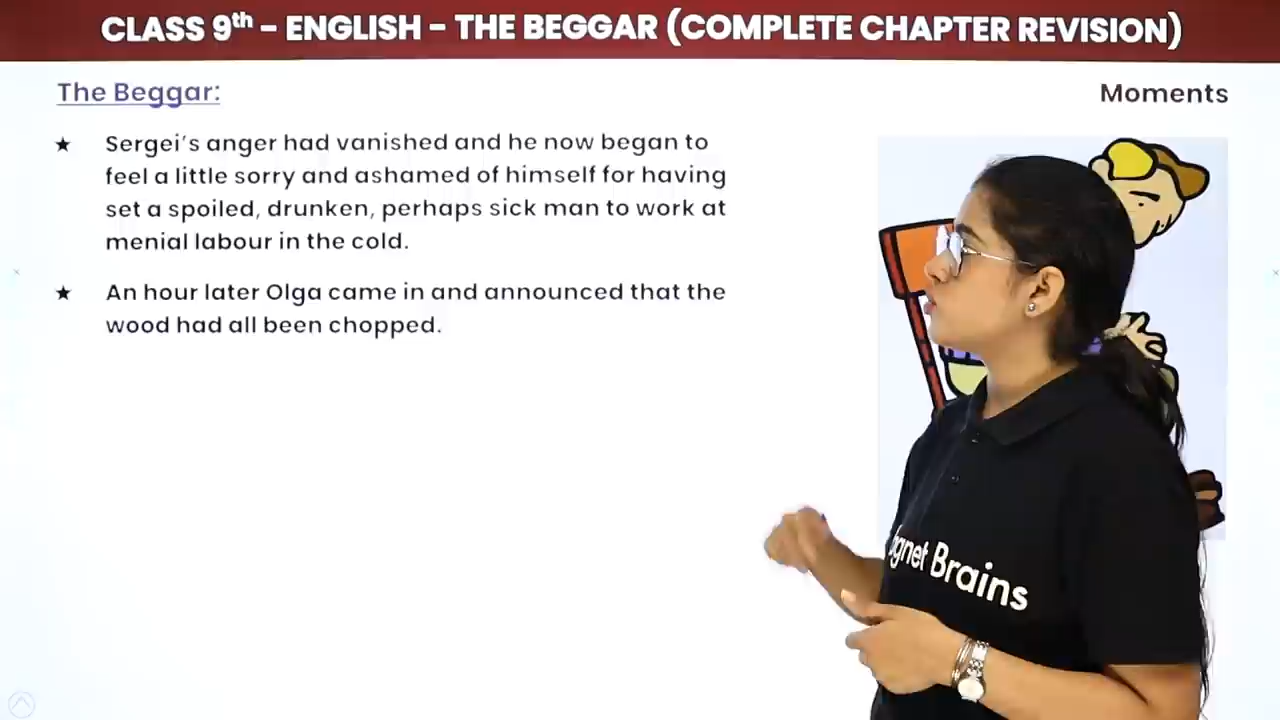 CLASS 9th - ENGLISH - THE BEGGAR (COMPLETE CHAPTER REVISION)
The Beggar:
Moments
★ Sergei's anger had vanished and he now began to
feel a little sorry and ashamed of himself for having
set a spoiled, drunken, perhaps sick man to work at
menial labour in the cold.
★ An hour later Olga came in and announced that the
wood had all been chopped.
Brains